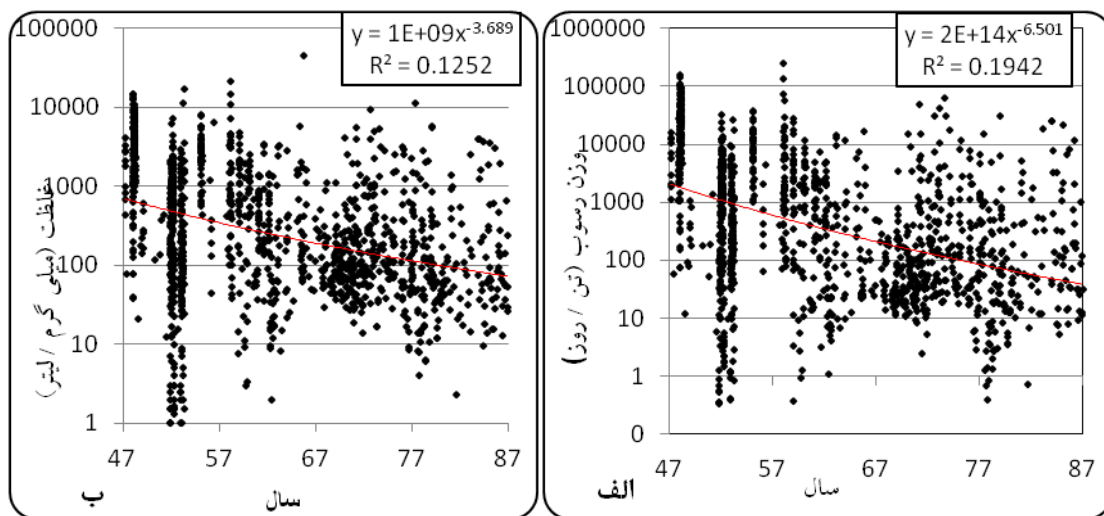 y = 1E+09x^-3.689
R² = 0.1252
100000
10000
1000
100
10
1
غلظت (میلی گرم / لیتر)
47 57 67 77 87
سال
ب
y = 2E+14x^-6.501
R² = 0.1942
1000000
100000
10000
1000
100
10
1
0
وزن رسوب (تن / روز)
47 57 67 77 87
سال
الف